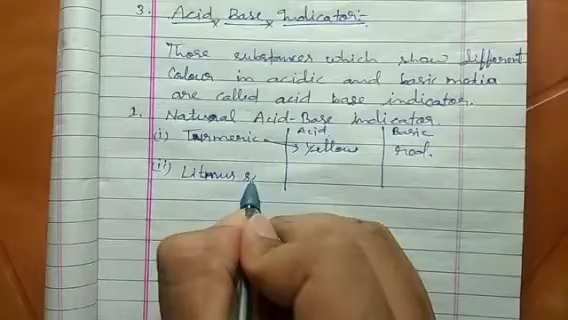 3. Acid, Base, Indicator:-
Those substances which show different
Colour in acidic and basic media
are called acid base indicator.
1. Natural Acid-Base Indicator
Acid Basic
(i) Turmeric → Yellow red.
(ii) Litmus s